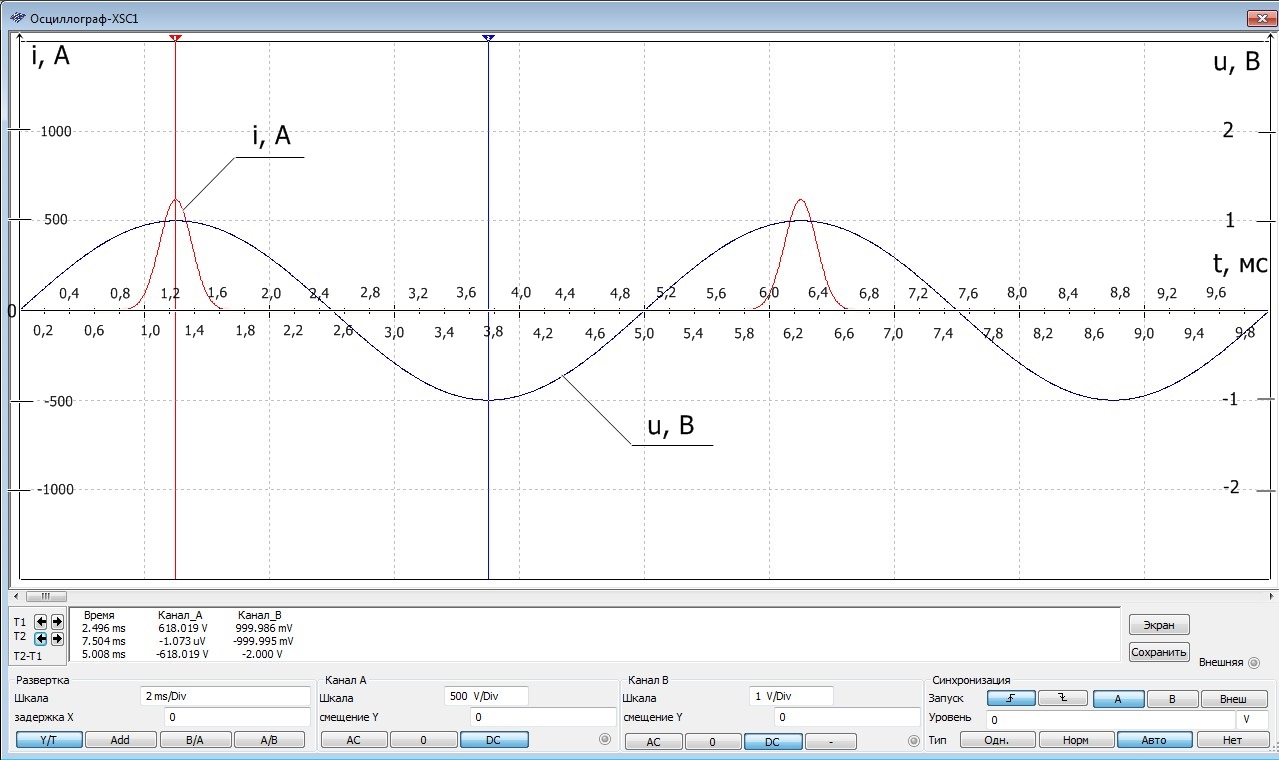 Осциллограф-XSC1
i, A
u, B
1000
i, A
2
500
1
t, мс
0,4 0,8 1,2 1,6 2,0 2,4 2,8 3,2 3,6 4,0 4,4 4,8 5,2 5,6 6,0 6,4 6,8 7,2 7,6 8,0 8,4 8,8 9,2 9,6
0
0,2 0,6 1,0 1,4 1,8 2,2 2,6 3,0 3,4 3,8 4,2 4,6 5,0 5,4 5,8 6,2 6,6 7,0 7,4 7,8 8,2 8,6 9,0 9,4 9,8
-500
-1
u, B
-1000
-2
Время Канал_A Канал_B
T1 2.496 ms 618.019 V 999.986 mV
T2 7.504 ms -1.073 uV -999.995 mV
T2-T1 5.008 ms -618.019 V -2.000 V
Экран
Сохранить
Внешняя
Развертка
Шкала 2 ms/Div
задержка X 0
Y/T Add B/A A/B
Канал A
Шкала 500 V/Div
смещение Y 0
AC 0 DC
Канал B
Шкала 1 V/Div
смещение Y 0
AC 0 DC -
Синхронизация
Запуск A B Внеш
Уровень 0 V
Тип Одн. Норм Авто Нет